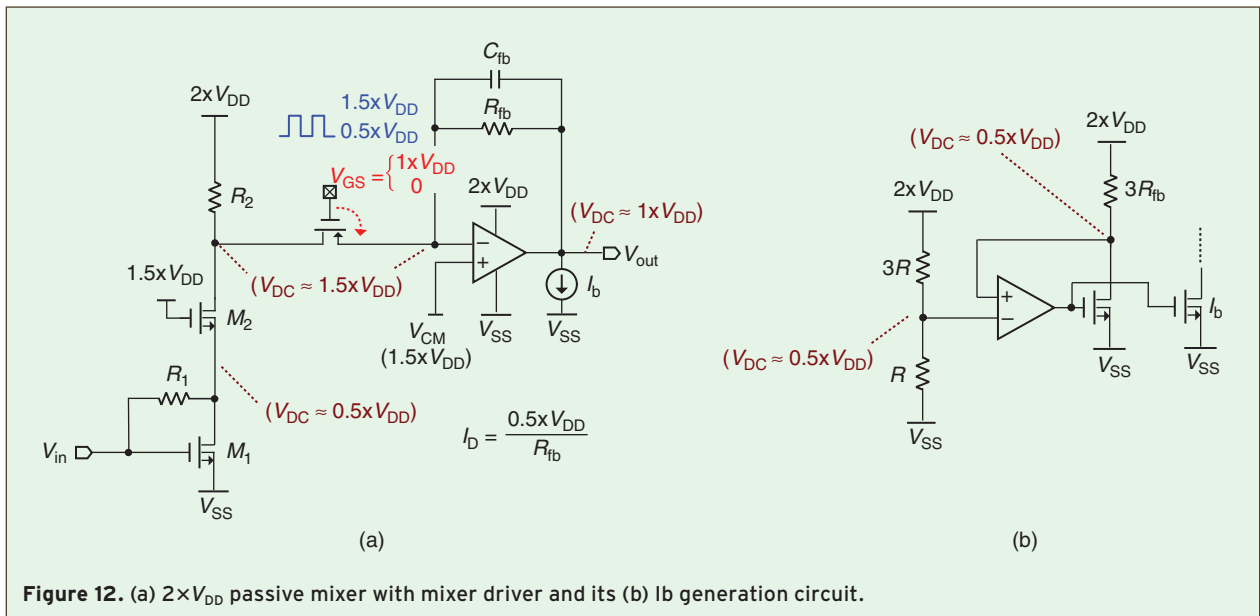 C_fb
2xV_DD
1.5xV_DD
0.5xV_DD
R_fb
V_GS = { 1xV_DD
0
R_2
2xV_DD
(V_DC ≈ 1xV_DD)
−
+
V_out
1.5xV_DD
(V_DC ≈ 1.5xV_DD)
I_b
M_2
V_CM
(1.5xV_DD)
V_SS
V_SS
R_1
(V_DC ≈ 0.5xV_DD)
I_D = 0.5xV_DD / R_fb
V_in
M_1
V_SS
(a)
2xV_DD
(V_DC ≈ 0.5xV_DD)
3R_fb
2xV_DD
3R
+
−
I_b
(V_DC ≈ 0.5xV_DD)
R
V_SS
V_SS
V_SS
(b)
Figure 12. (a) 2×V_DD passive mixer with mixer driver and its (b) Ib generation circuit.